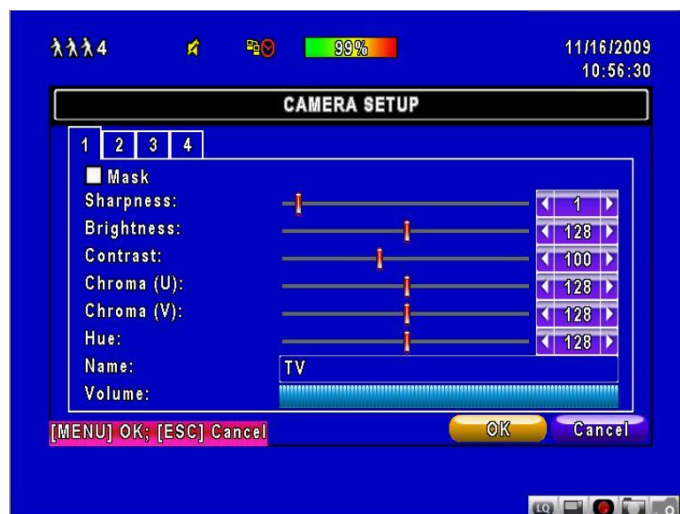 4 99% 11/16/2009
10:56:30
CAMERA SETUP
1 2 3 4
Mask
Sharpness: 1
Brightness: 128
Contrast: 100
Chroma (U): 128
Chroma (V): 128
Hue: 128
Name: TV
Volume:
[MENU] OK; [ESC] Cancel OK Cancel
LQ